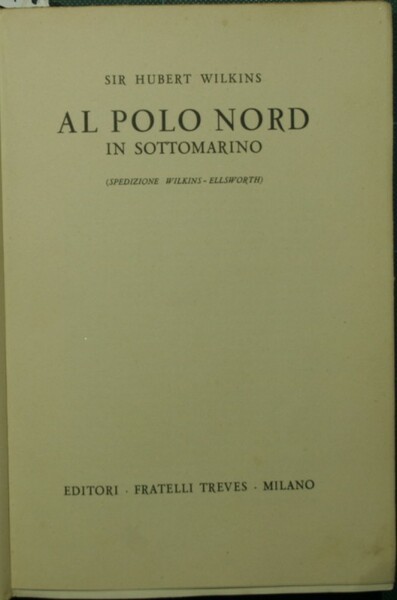 SIR HUBERT WILKINS
AL POLO NORD
IN SOTTOMARINO
(SPEDIZIONE WILKINS - ELLSWORTH)
EDITORI · FRATELLI TREVES · MILANO